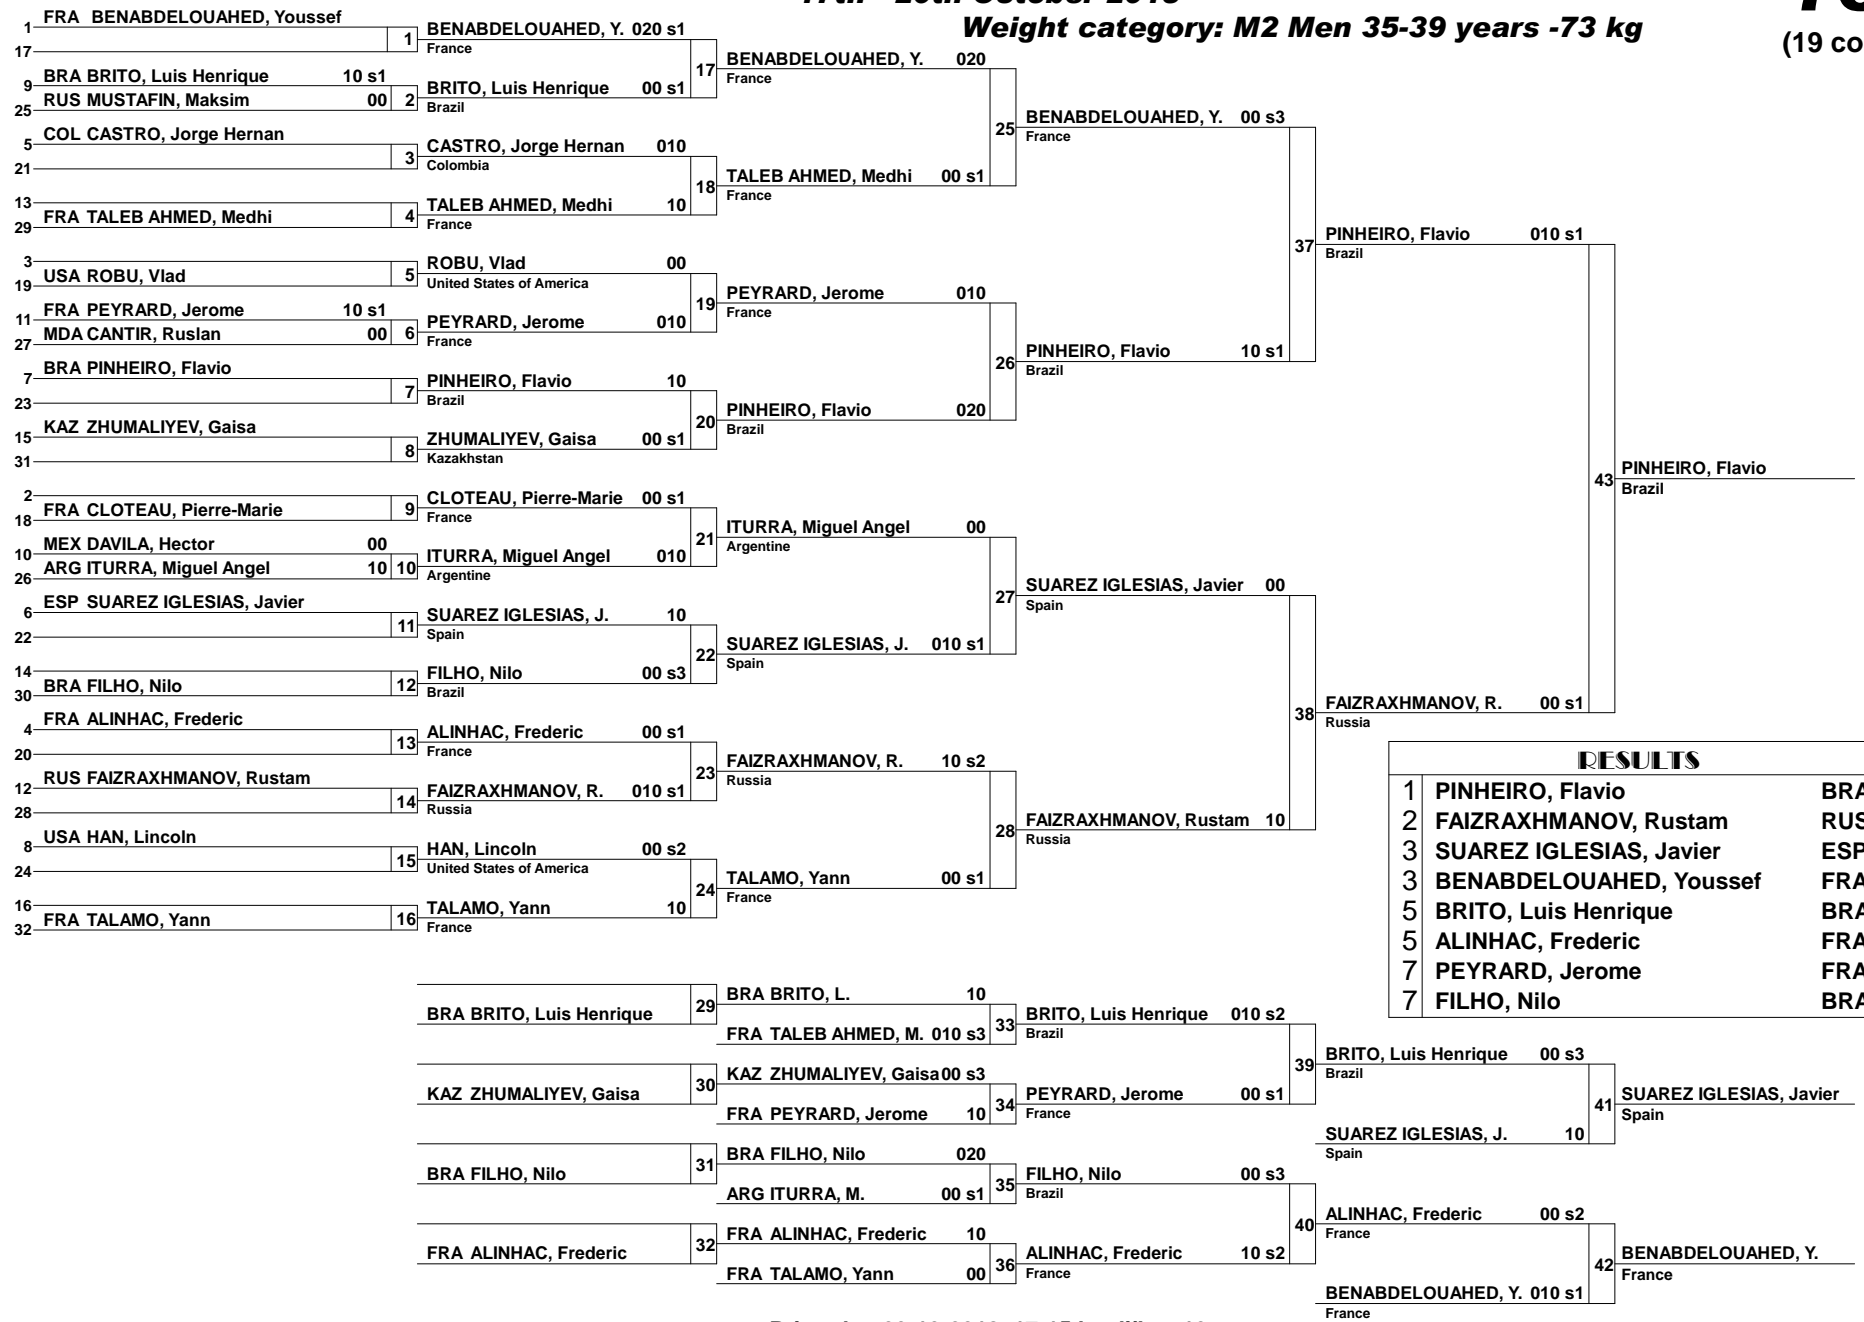 Weight category: M2 Men 35-39 years -73 kg
1 FRA BENABDELOUAHED, Youssef
17
1
9 BRA BRITO, Luis Henrique 10 s1
25 RUS MUSTAFIN, Maksim 00
2
5 COL CASTRO, Jorge Hernan
21
3
13
29 FRA TALEB AHMED, Medhi
4
3
19 USA ROBU, Vlad
5
11 FRA PEYRARD, Jerome 10 s1
27 MDA CANTIR, Ruslan 00
6
7 BRA PINHEIRO, Flavio
23
7
15 KAZ ZHUMALIYEV, Gaisa
31
8
2
18 FRA CLOTEAU, Pierre-Marie
9
10 MEX DAVILA, Hector 00
26 ARG ITURRA, Miguel Angel 10
10
6 ESP SUAREZ IGLESIAS, Javier
22
11
14
30 BRA FILHO, Nilo
12
4 FRA ALINHAC, Frederic
20
13
12 RUS FAIZRAXHMANOV, Rustam
28
14
8 USA HAN, Lincoln
24
15
16
32 FRA TALAMO, Yann
16
BENABDELOUAHED, Y. 020 s1
France
17
BRITO, Luis Henrique 00 s1
Brazil
CASTRO, Jorge Hernan 010
Colombia
18
TALEB AHMED, Medhi 10
France
ROBU, Vlad 00
United States of America
19
PEYRARD, Jerome 010
France
PINHEIRO, Flavio 10
Brazil
20
ZHUMALIYEV, Gaisa 00 s1
Kazakhstan
CLOTEAU, Pierre-Marie 00 s1
France
21
ITURRA, Miguel Angel 010
Argentine
SUAREZ IGLESIAS, J. 10
Spain
22
FILHO, Nilo 00 s3
Brazil
ALINHAC, Frederic 00 s1
France
23
FAIZRAXHMANOV, R. 010 s1
Russia
HAN, Lincoln 00 s2
United States of America
24
TALAMO, Yann 10
France
BENABDELOUAHED, Y. 020
France
25
TALEB AHMED, Medhi 00 s1
France
PEYRARD, Jerome 010
France
26
PINHEIRO, Flavio 020
Brazil
ITURRA, Miguel Angel 00
Argentine
27
SUAREZ IGLESIAS, J. 010 s1
Spain
FAIZRAXHMANOV, R. 10 s2
Russia
28
TALAMO, Yann 00 s1
France
BENABDELOUAHED, Y. 00 s3
France
37
PINHEIRO, Flavio 10 s1
Brazil
SUAREZ IGLESIAS, Javier 00
Spain
38
FAIZRAXHMANOV, Rustam 10
Russia
PINHEIRO, Flavio 010 s1
Brazil
43
FAIZRAXHMANOV, R. 00 s1
Russia
PINHEIRO, Flavio
Brazil
RESULTS
1 PINHEIRO, Flavio BRA
2 FAIZRAXHMANOV, Rustam RUS
3 SUAREZ IGLESIAS, Javier ESP
3 BENABDELOUAHED, Youssef FRA
5 BRITO, Luis Henrique BRA
5 ALINHAC, Frederic FRA
7 PEYRARD, Jerome FRA
7 FILHO, Nilo BRA
BRA BRITO, Luis Henrique
29
KAZ ZHUMALIYEV, Gaisa
30
BRA FILHO, Nilo
31
FRA ALINHAC, Frederic
32
BRA BRITO, L. 10
FRA TALEB AHMED, M. 010 s3
33
KAZ ZHUMALIYEV, Gaisa 00 s3
FRA PEYRARD, Jerome 10
34
BRA FILHO, Nilo 020
ARG ITURRA, M. 00 s1
35
FRA ALINHAC, Frederic 10
FRA TALAMO, Yann 00
36
BRITO, Luis Henrique 010 s2
Brazil
39
PEYRARD, Jerome 00 s1
France
FILHO, Nilo 00 s3
Brazil
40
ALINHAC, Frederic 10 s2
France
BRITO, Luis Henrique 00 s3
Brazil
41
SUAREZ IGLESIAS, J. 10
Spain
ALINHAC, Frederic 00 s2
France
42
BENABDELOUAHED, Y. 010 s1
France
SUAREZ IGLESIAS, Javier
Spain
BENABDELOUAHED, Y.
France
(19 co